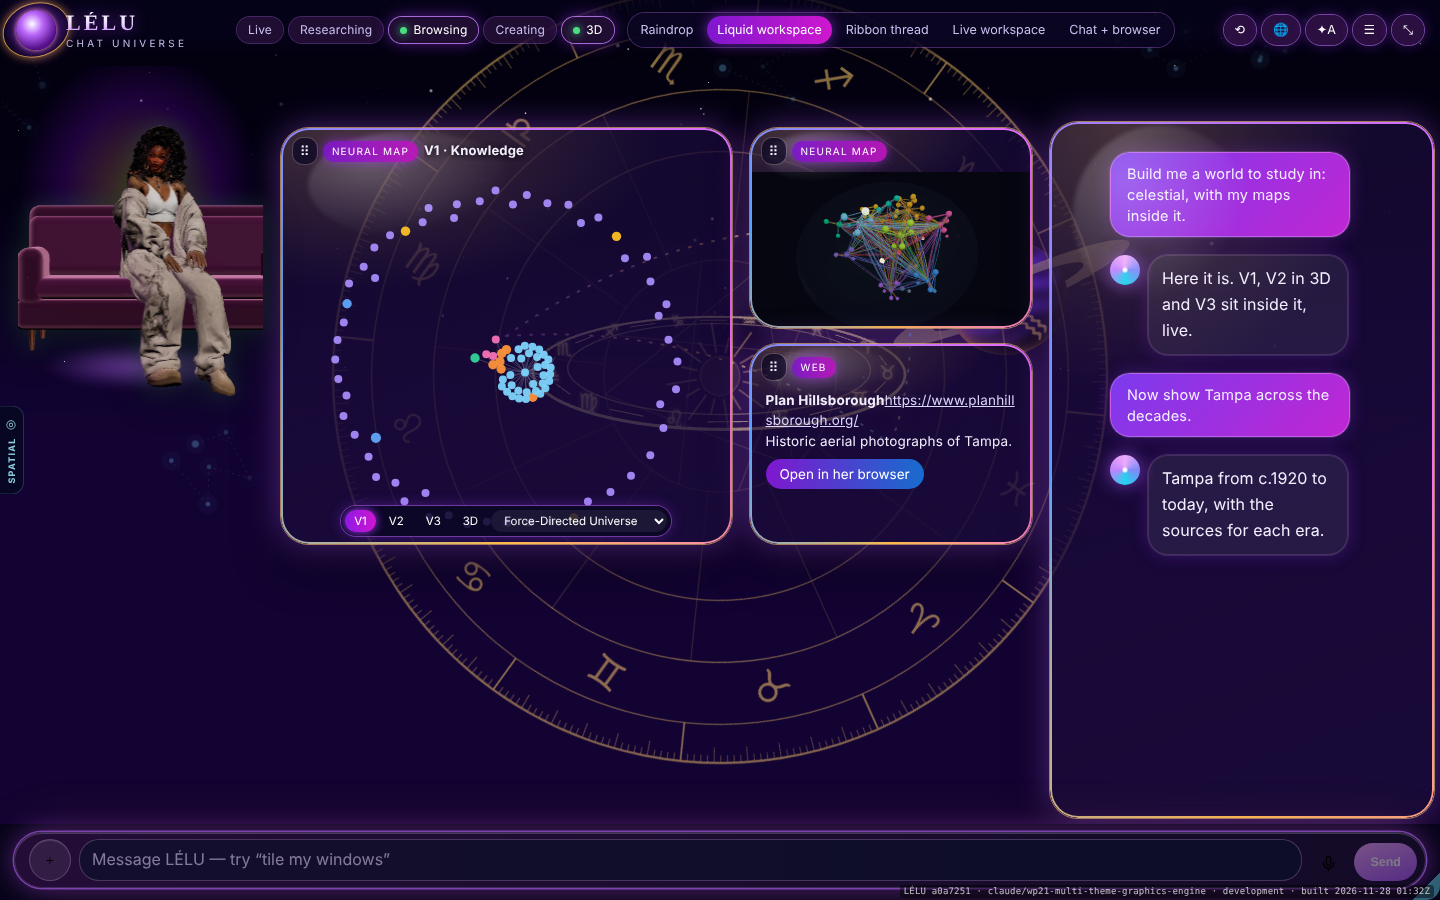 LÉLU
CHAT UNIVERSE
Live
Researching
Browsing
Creating
3D
Raindrop
Liquid workspace
Ribbon thread
Live workspace
Chat + browser
✦A
NEURAL MAP
V1 · Knowledge
NEURAL MAP
Build me a world to study in:
celestial, with my maps
inside it.
Here it is. V1, V2 in 3D
and V3 sit inside it,
live.
WEB
Plan Hillsboroughhttps://www.planhill
sborough.org/
Historic aerial photographs of Tampa.
Open in her browser
Now show Tampa across the
decades.
Tampa from c.1920 to
today, with the
sources for each era.
SPATIAL
V1
V2
V3
3D
Force-Directed Universe
Message LÉLU — try “tile my windows”
Send
LÉLU a0a7251 · claude/wp21-multi-theme-graphics-engine · development · built 2026-11-28 01:32Z